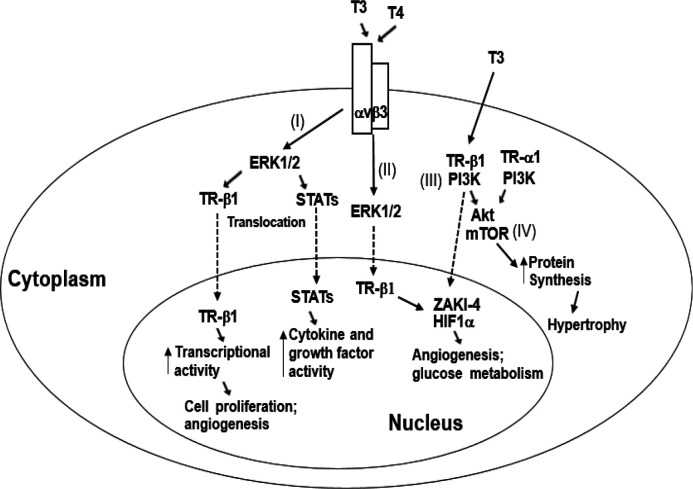 T3
T4
T3
αvβ3
(I)
ERK1/2
(II)
TR-β1
PI3K
(III)
TR-α1
PI3K
TR-β1
STATs
Translocation
ERK1/2
Akt
mTOR
(IV)
Protein
Synthesis
Hypertrophy
Cytoplasm
TR-β1
STATs
TR-β1
ZAKI-4
HIF1α
Transcriptional
activity
Cytokine and
growth factor
activity
Angiogenesis;
glucose metabolism
Cell proliferation;
angiogenesis
Nucleus